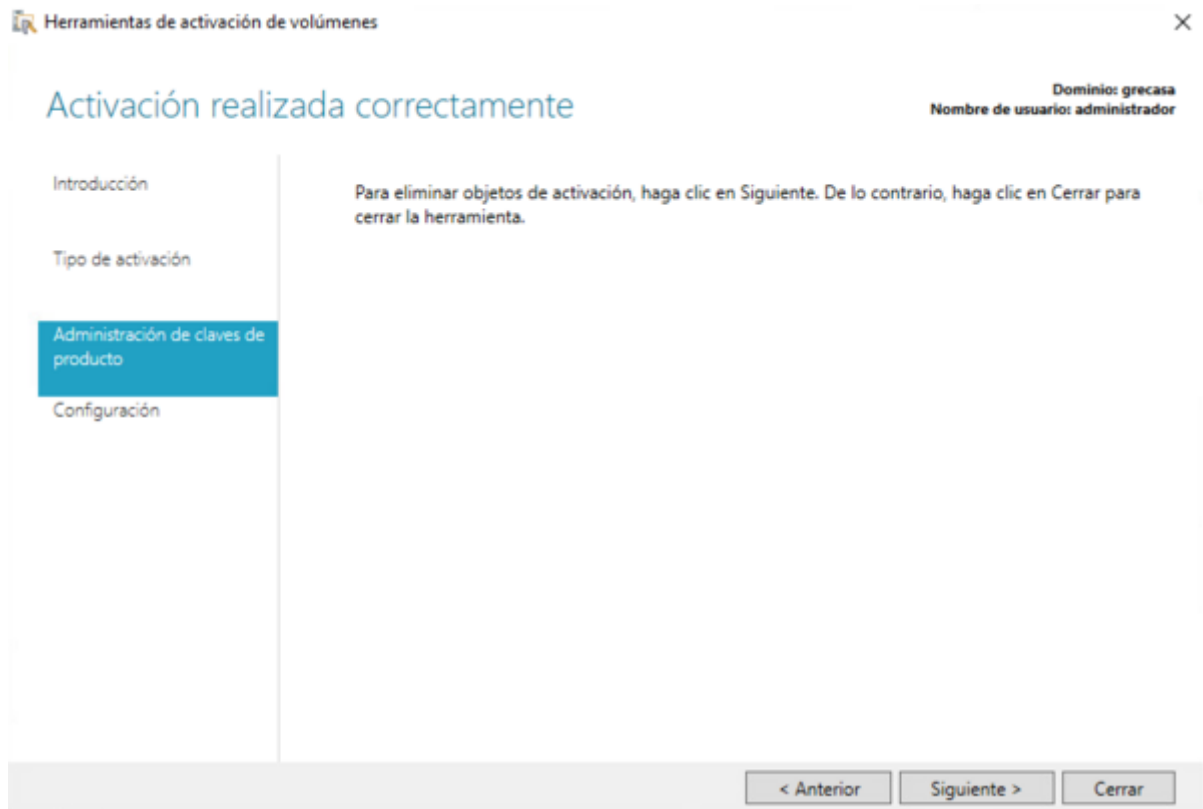 Herramientas de activación de volúmenes
Activación realizada correctamente
Dominio: grecasa
Nombre de usuario: administrador
Introducción
Tipo de activación
Administración de claves de
producto
Configuración
Para eliminar objetos de activación, haga clic en Siguiente. De lo contrario, haga clic en Cerrar para
cerrar la herramienta.
< Anterior
Siguiente >
Cerrar